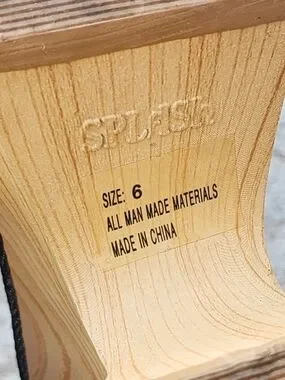 SPLASh
SIZE: 6
ALL MAN MADE MATERIALS
MADE IN CHINA